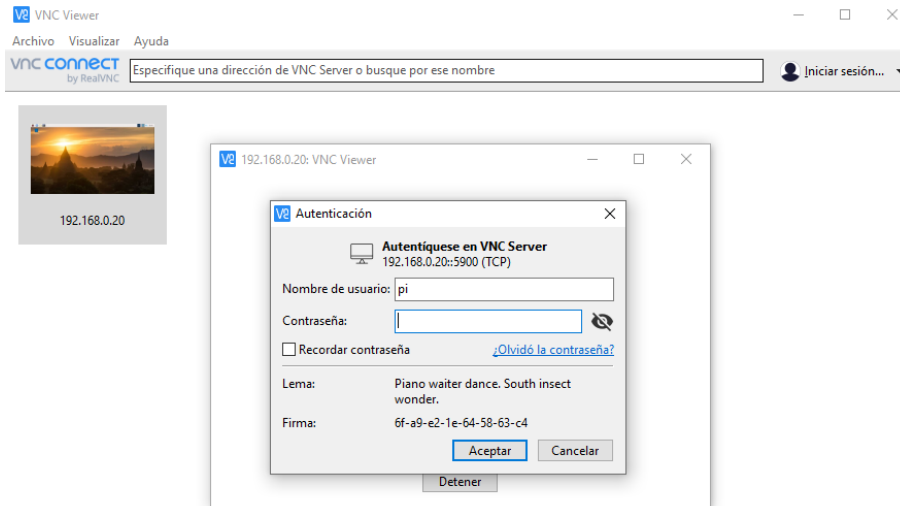 VNC Viewer
Archivo Visualizar Ayuda
VNC CONNECT
by RealVNC
Especifique una dirección de VNC Server o busque por ese nombre
Iniciar sesión...
192.168.0.20
192.168.0.20: VNC Viewer
Autenticación
Autentíquese en VNC Server
192.168.0.20::5900 (TCP)
Nombre de usuario: pi
Contraseña:
Recordar contraseña ¿Olvidó la contraseña?
Lema: Piano waiter dance. South insect
wonder.
Firma: 6f-a9-e2-1e-64-58-63-c4
Aceptar Cancelar
Detener